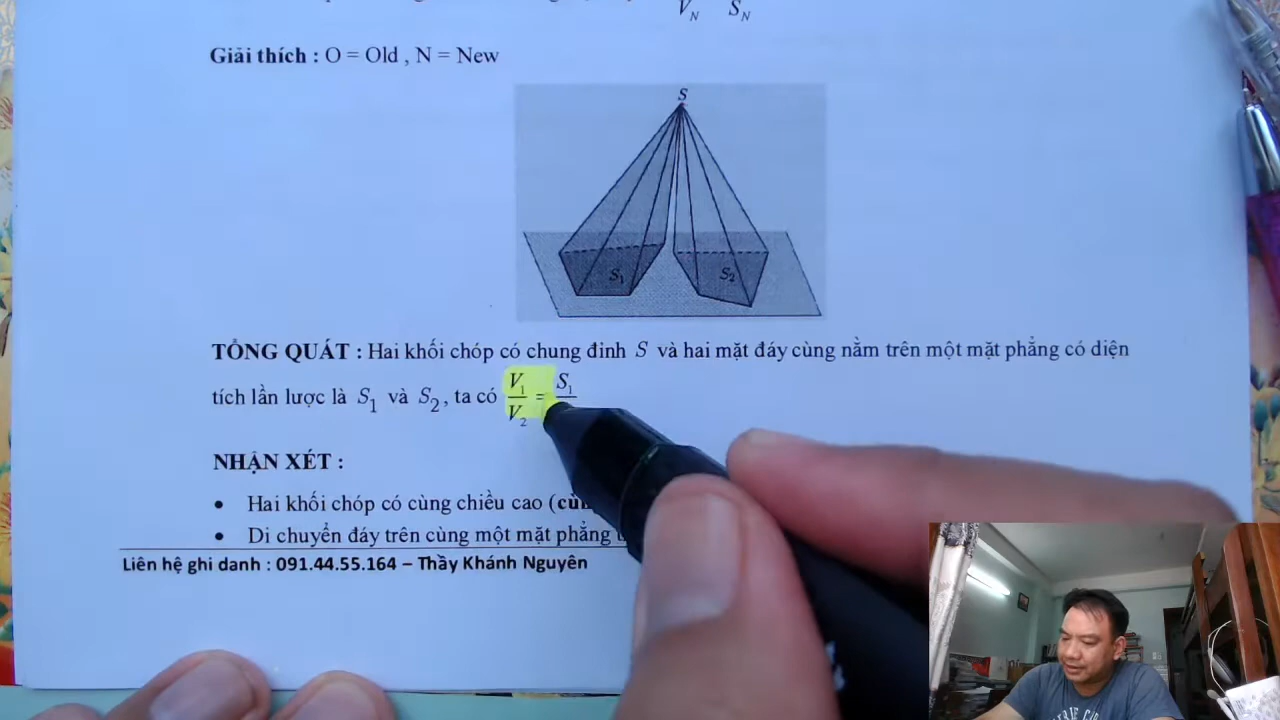 V_N S_N
Giải thích : O = Old , N = New
S
S₁ S₂
TỔNG QUÁT : Hai khối chóp có chung đỉnh S và hai mặt đáy cùng nằm trên một mặt phẳng có diện
tích lần lược là S₁ và S₂, ta có V₁/V₂ = S₁
NHẬN XÉT :
• Hai khối chóp có cùng chiều cao (
• Di chuyển đáy trên cùng một mặt phẳng
Liên hệ ghi danh : 091.44.55.164 – Thầy Khánh Nguyên